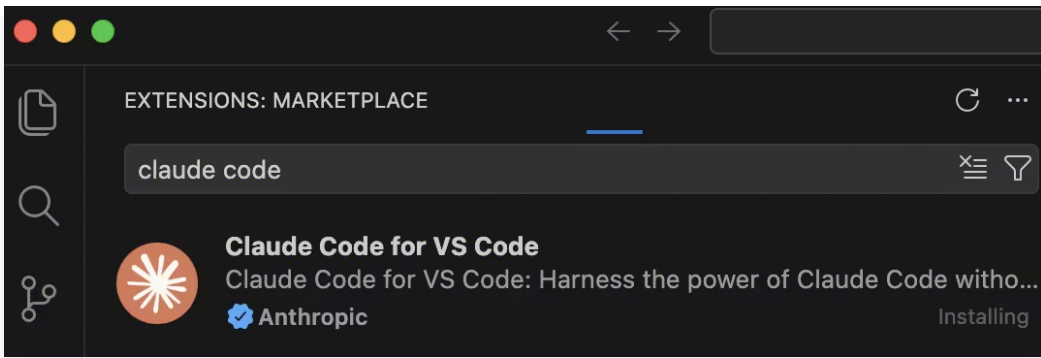 EXTENSIONS: MARKETPLACE
claude code
Claude Code for VS Code
Claude Code for VS Code: Harness the power of Claude Code witho...
Anthropic
Installing